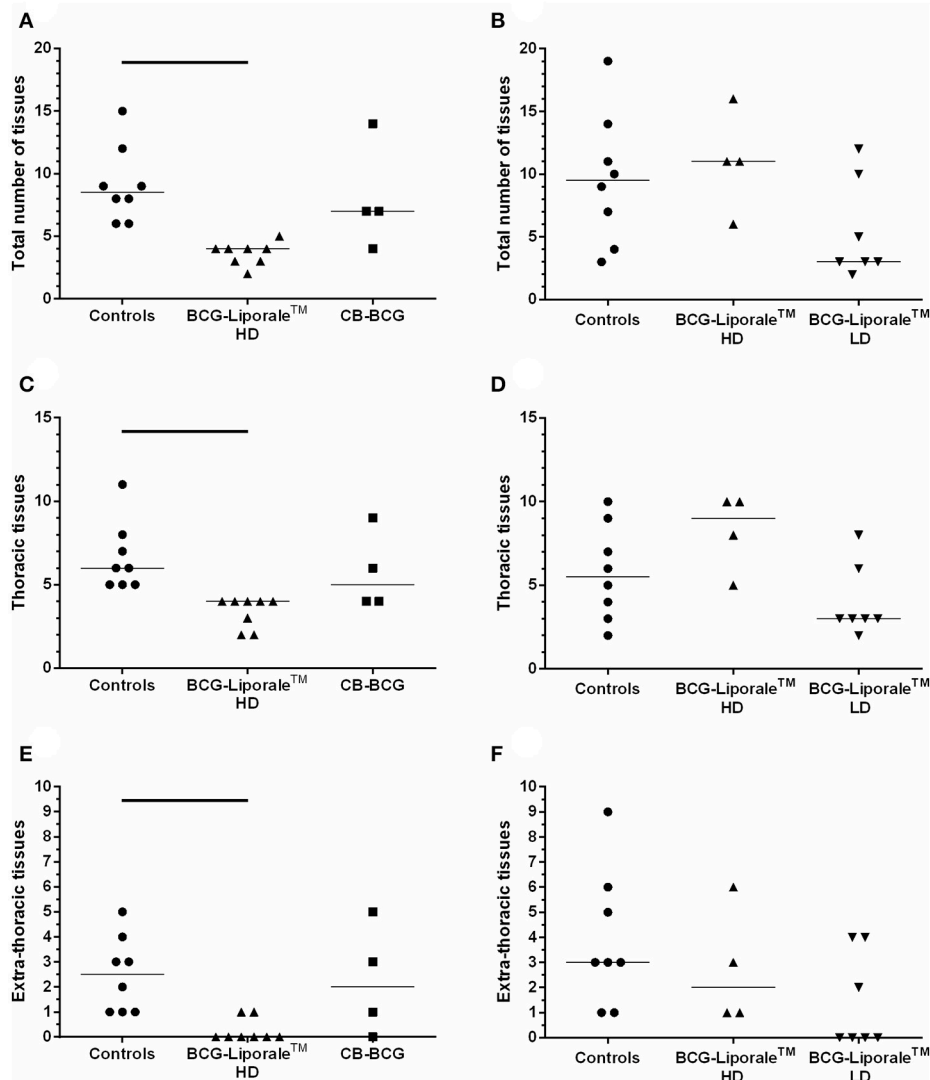 A
Total number of tissues
20
15
10
5
0
Controls
BCG-Liporale™
HD
CB-BCG
B
Total number of tissues
20
15
10
5
0
Controls
BCG-Liporale™
HD
BCG-Liporale™
LD
C
Thoracic tissues
15
10
5
0
Controls
BCG-Liporale™
HD
CB-BCG
D
Thoracic tissues
15
10
5
0
Controls
BCG-Liporale™
HD
BCG-Liporale™
LD
E
Extra-thoracic tissues
10
9
8
7
6
5
4
3
2
1
0
Controls
BCG-Liporale™
HD
CB-BCG
F
Extra-thoracic tissues
10
9
8
7
6
5
4
3
2
1
0
Controls
BCG-Liporale™
HD
BCG-Liporale™
LD